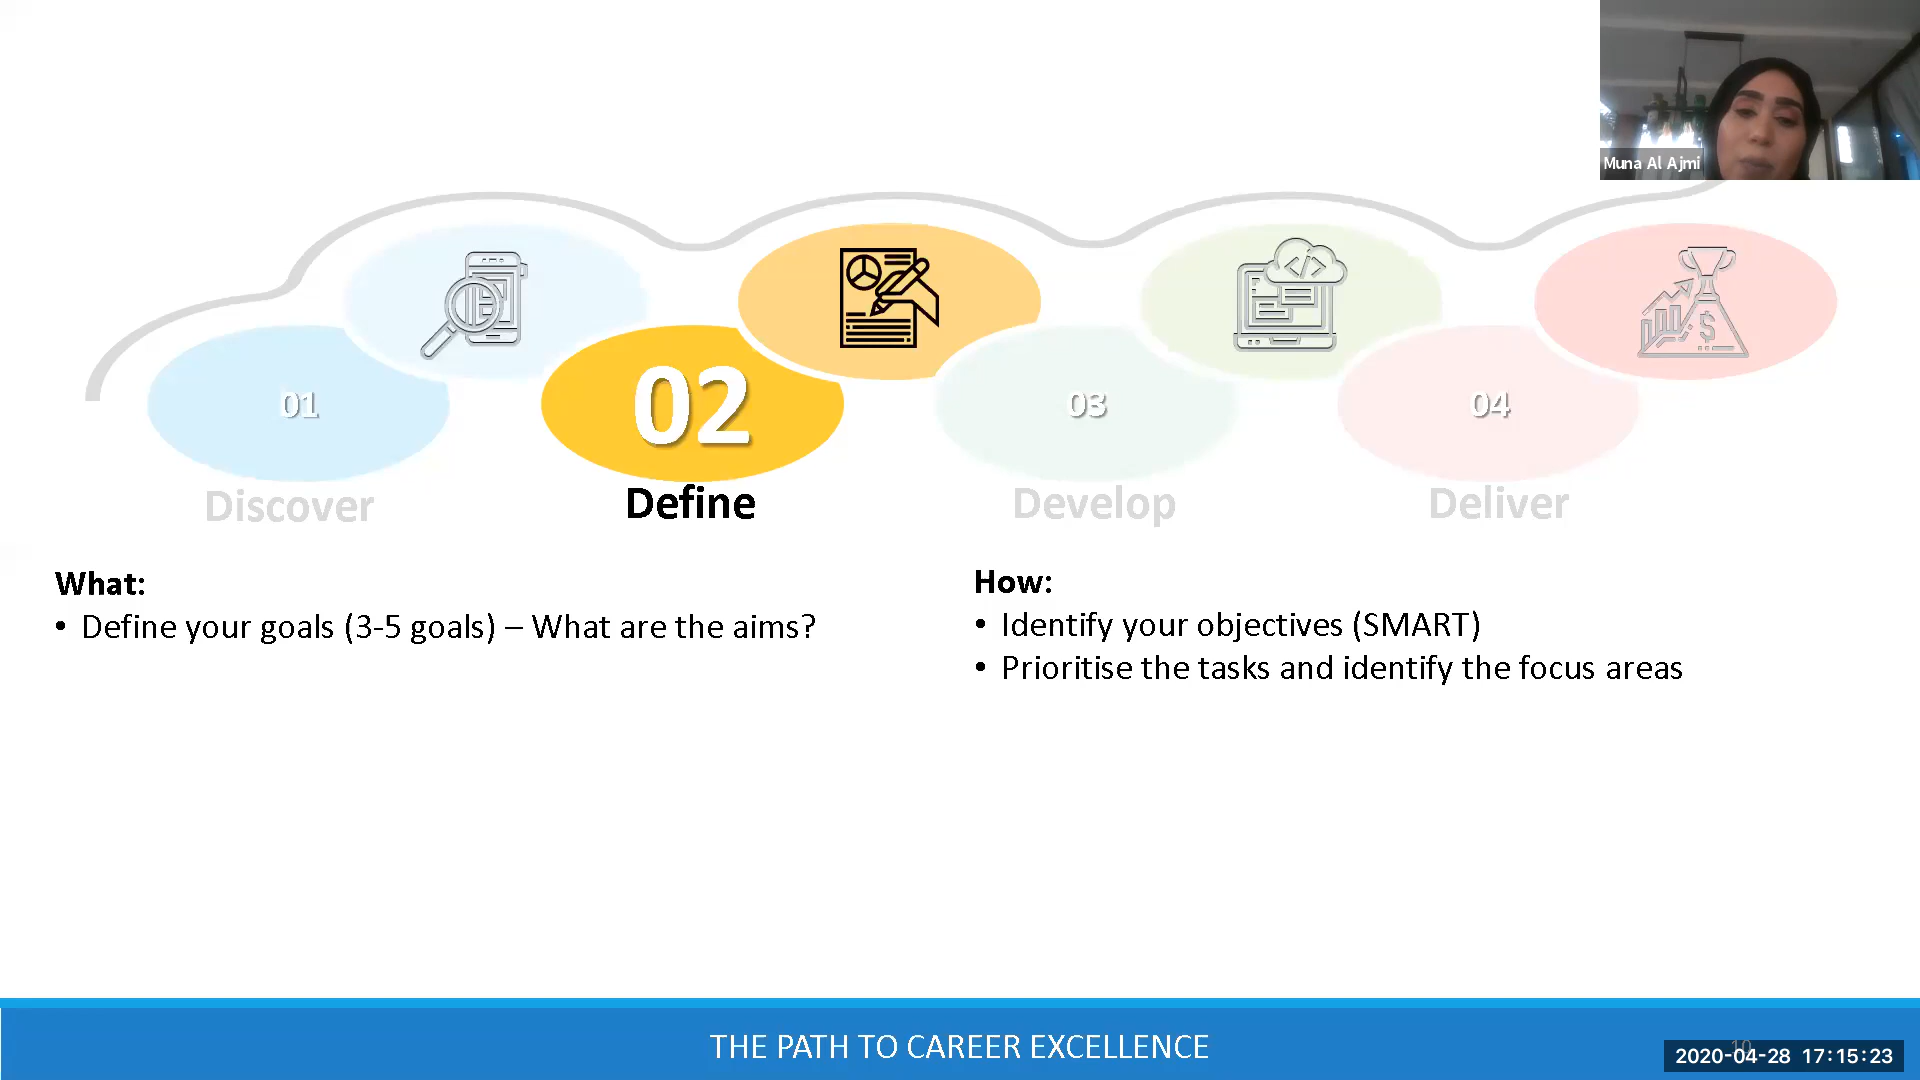 Muna Al Ajmi
01
02
03
04
Discover
Define
Develop
Deliver
What:
• Define your goals (3-5 goals) – What are the aims?
How:
• Identify your objectives (SMART)
• Prioritise the tasks and identify the focus areas
THE PATH TO CAREER EXCELLENCE
10
2020-04-28 17:15:23